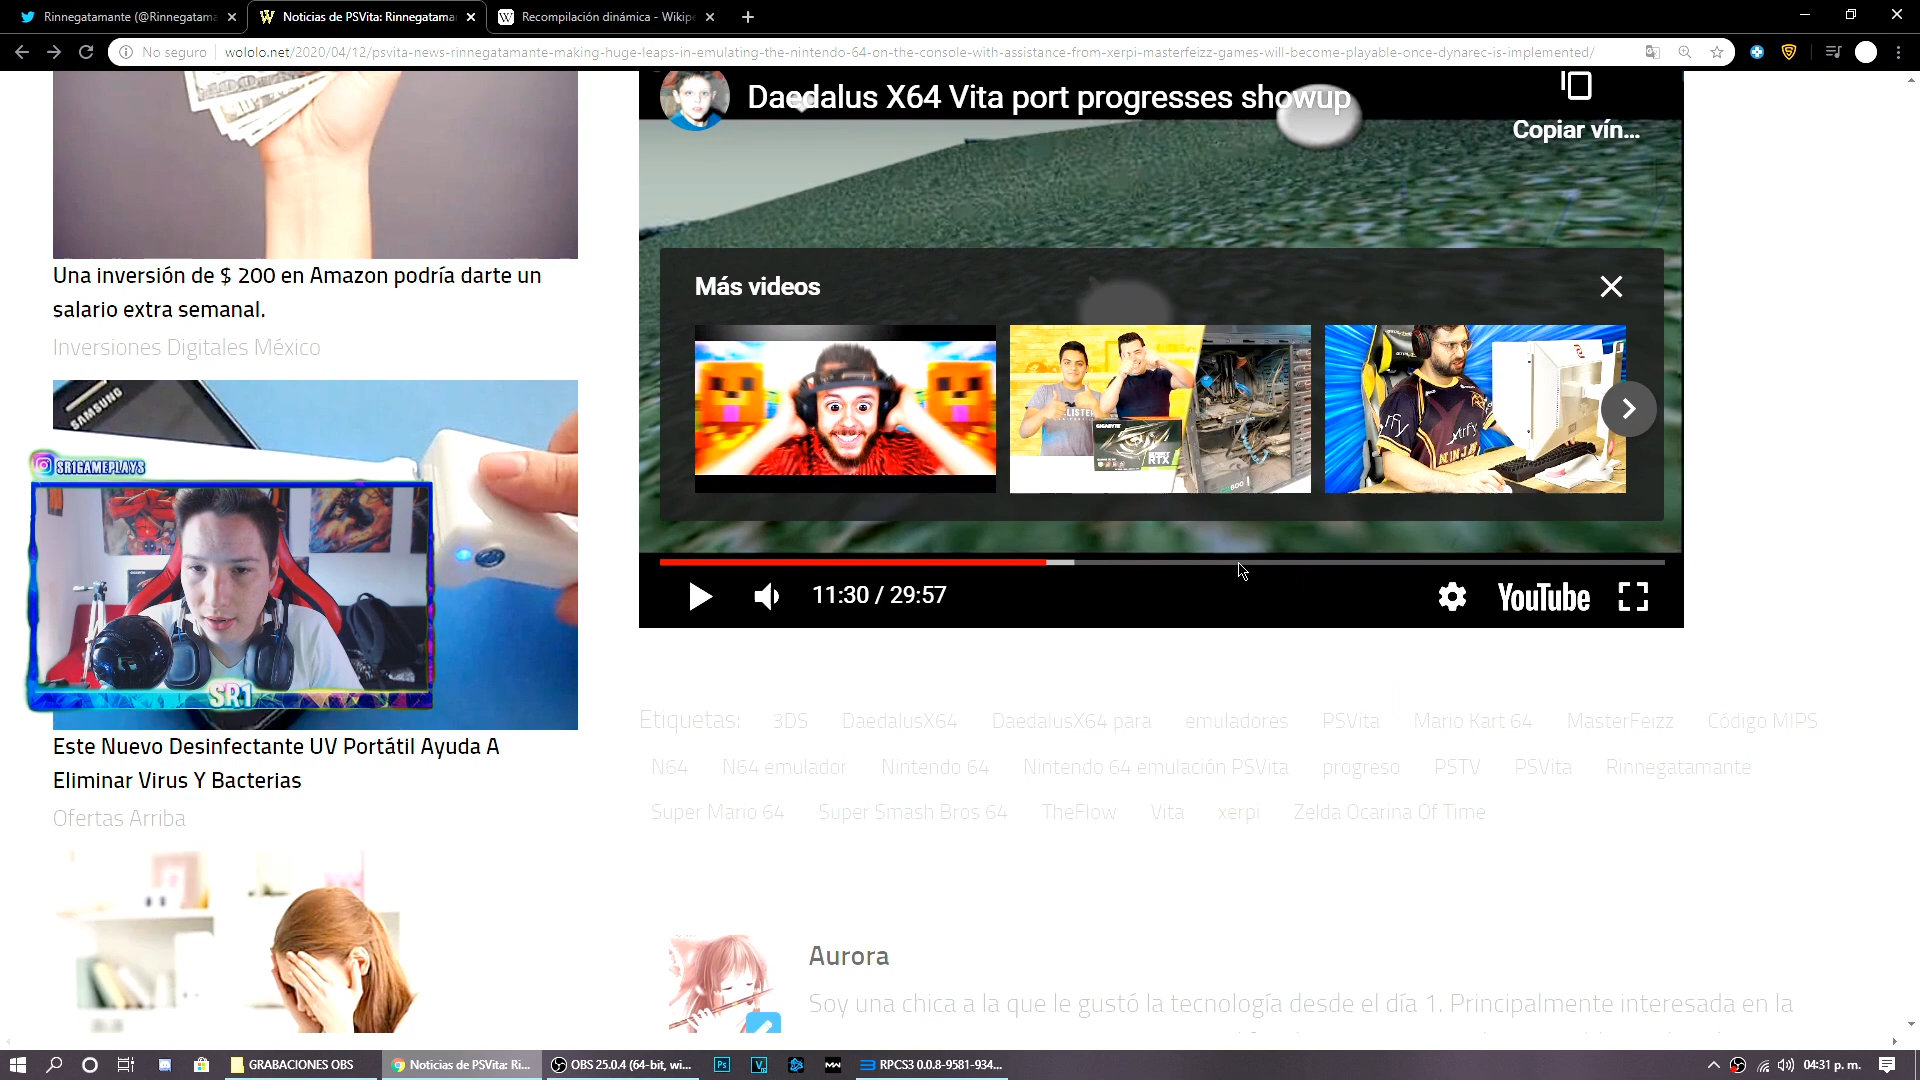 Rinnegatamante (@Rinnegatama
Noticias de PSVita: Rinnegataman
Recompilación dinámica - Wikipe
No seguro
wololo.net/2020/04/12/psvita-news-rinnegatamante-making-huge-leaps-in-emulating-the-nintendo-64-on-the-console-with-assistance-from-xerpi-masterfeizz-games-will-become-playable-once-dynarec-is-implemented/
Daedalus X64 Vita port progresses showup
Copiar vín...
Una inversión de $ 200 en Amazon podría darte un
salario extra semanal.
Inversiones Digitales México
Más videos
GIGABYTE
RTX
SAMSUNG
SR1GAMEPLAYS
SR1
11:30 / 29:57
YouTube
Este Nuevo Desinfectante UV Portátil Ayuda A
Eliminar Virus Y Bacterias
Ofertas Arriba
Etiquetas: 3DS DaedalusX64 DaedalusX64 para emuladores PSVita Mario Kart 64 MasterFeizz Código MIPS
N64 N64 emulador Nintendo 64 Nintendo 64 emulación PSVita progreso PSTV PSVita Rinnegatamante
Super Mario 64 Super Smash Bros 64 TheFlow Vita xerpi Zelda Ocarina Of Time
Aurora
Soy una chica a la que le gustó la tecnología desde el día 1. Principalmente interesada en la
GRABACIONES OBS
Noticias de PSVita: Ri...
OBS 25.0.4 (64-bit, wi...
Ps
RPCS3 0.0.8-9581-934...
04:31 p. m.